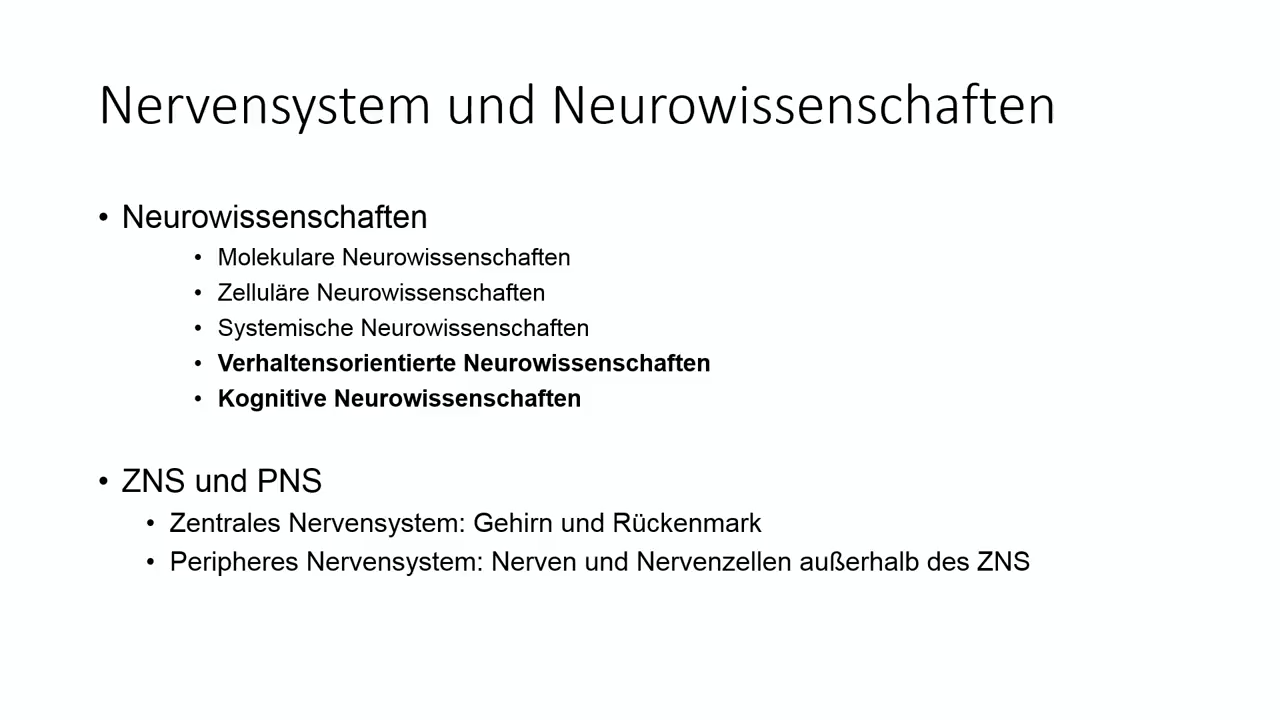 Nervensystem und Neurowissenschaften
• Neurowissenschaften
• Molekulare Neurowissenschaften
• Zelluläre Neurowissenschaften
• Systemische Neurowissenschaften
• Verhaltensorientierte Neurowissenschaften
• Kognitive Neurowissenschaften
• ZNS und PNS
• Zentrales Nervensystem: Gehirn und Rückenmark
• Peripheres Nervensystem: Nerven und Nervenzellen außerhalb des ZNS